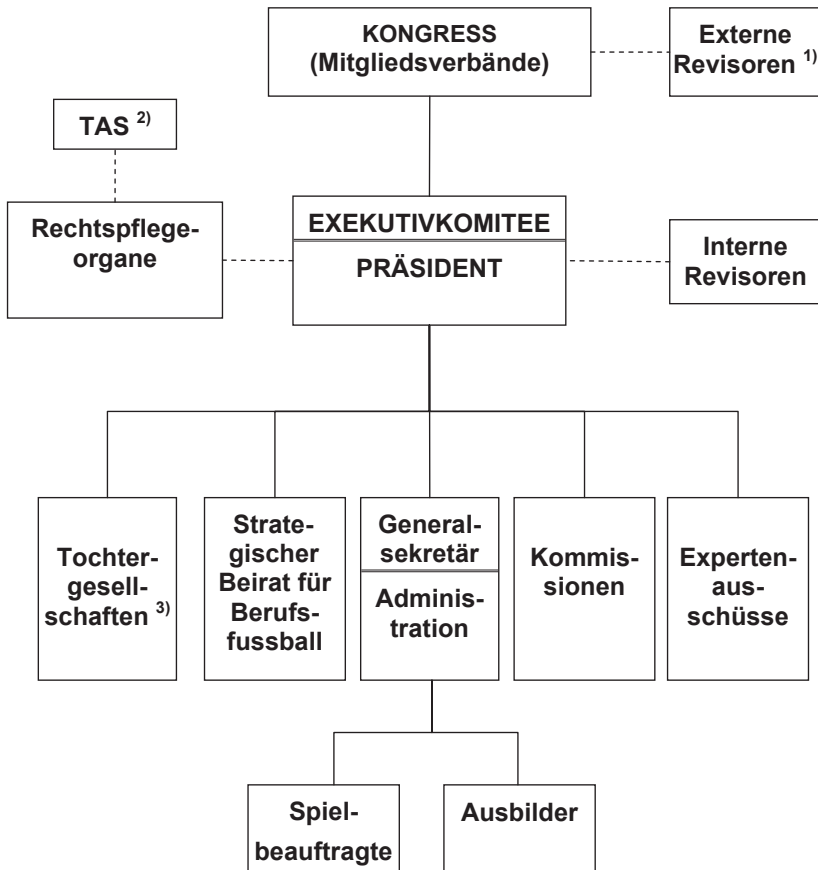 KONGRESS
(Mitgliedsverbände)
Externe
Revisoren 1)
TAS 2)
Rechtspflege-
organe
EXEKUTIVKOMITEE
PRÄSIDENT
Interne
Revisoren
Tochter-
gesell-
schaften 3)
Strate-
gischer
Beirat für
Berufs-
fussball
General-
sekretär
Adminis-
tration
Kommis-
sionen
Experten-
aus-
schüsse
Spiel-
beauftragte
Ausbilder